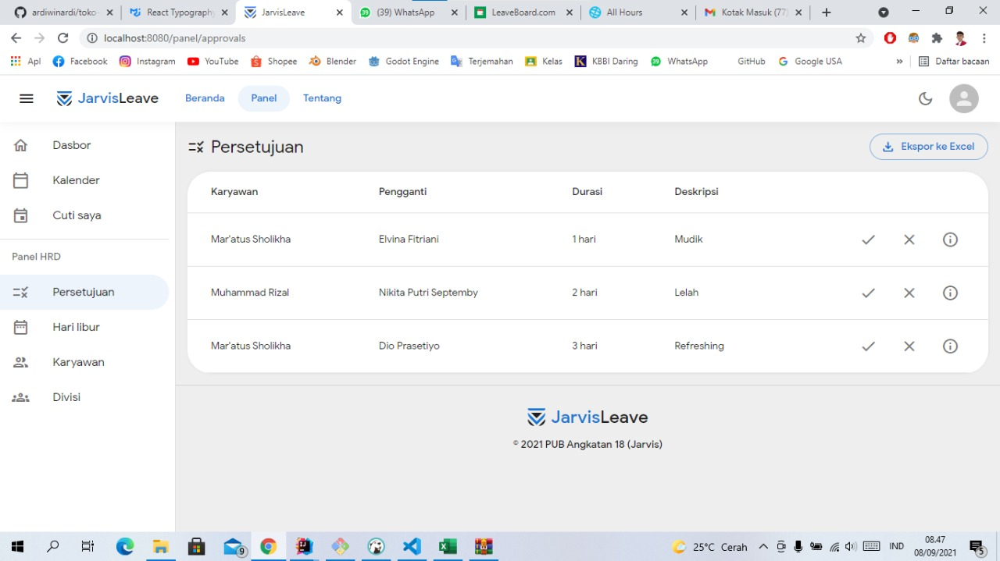 ardiwinardi/toko-
React Typography
JarvisLeave
(39) WhatsApp
LeaveBoard.com
All Hours
Kotak Masuk (77)
localhost:8080/panel/approvals
Apl
Facebook
Instagram
YouTube
Shopee
Blender
Godot Engine
Terjemahan
Kelas
KBBI Daring
WhatsApp
GitHub
Google USA
»
Daftar bacaan
JarvisLeave
Beranda
Panel
Tentang
Dasbor
Kalender
Cuti saya
Panel HRD
Persetujuan
Hari libur
Karyawan
Divisi
Persetujuan
Ekspor ke Excel
Karyawan Pengganti Durasi Deskripsi
Mar'atus Sholikha Elvina Fitriani 1 hari Mudik
Muhammad Rizal Nikita Putri Septemby 2 hari Lelah
Mar'atus Sholikha Dio Prasetiyo 3 hari Refreshing
JarvisLeave
© 2021 PUB Angkatan 18 (Jarvis)
9
25°C Cerah
IND
08.47
08/09/2021
5